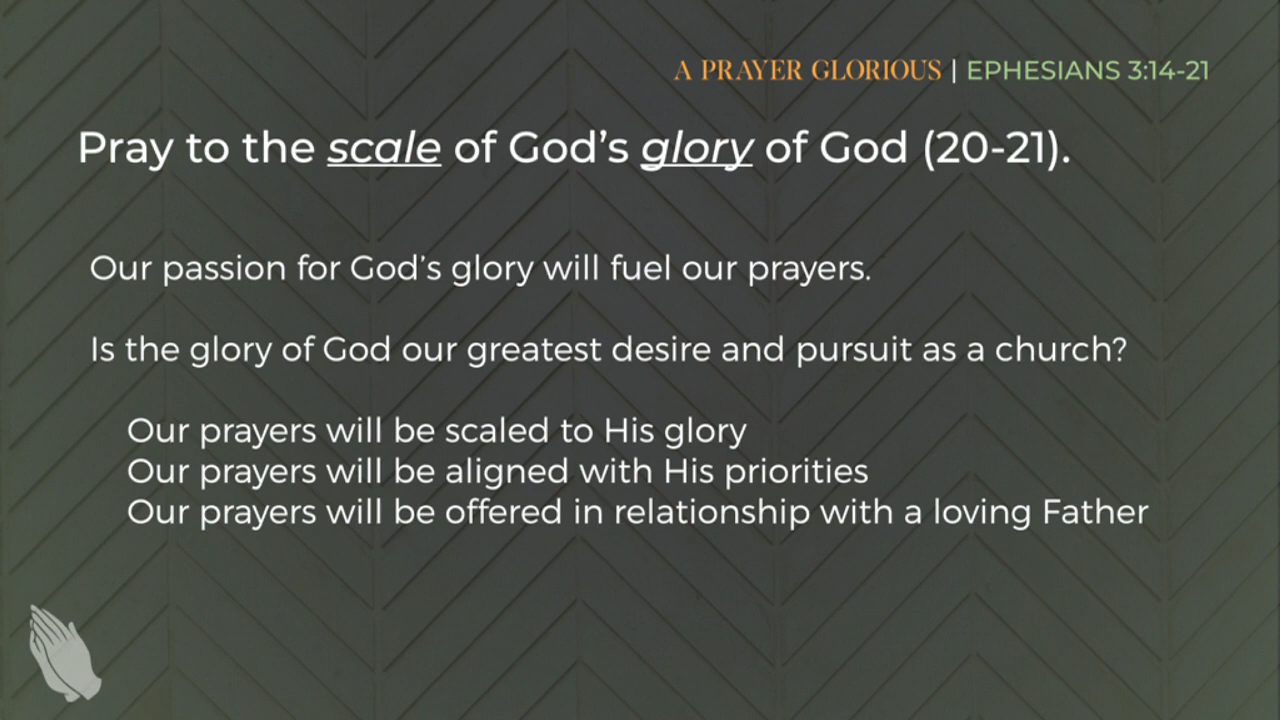 A PRAYER GLORIOUS | EPHESIANS 3:14-21
Pray to the scale of God’s glory of God (20-21).
Our passion for God’s glory will fuel our prayers.
Is the glory of God our greatest desire and pursuit as a church?
Our prayers will be scaled to His glory
Our prayers will be aligned with His priorities
Our prayers will be offered in relationship with a loving Father